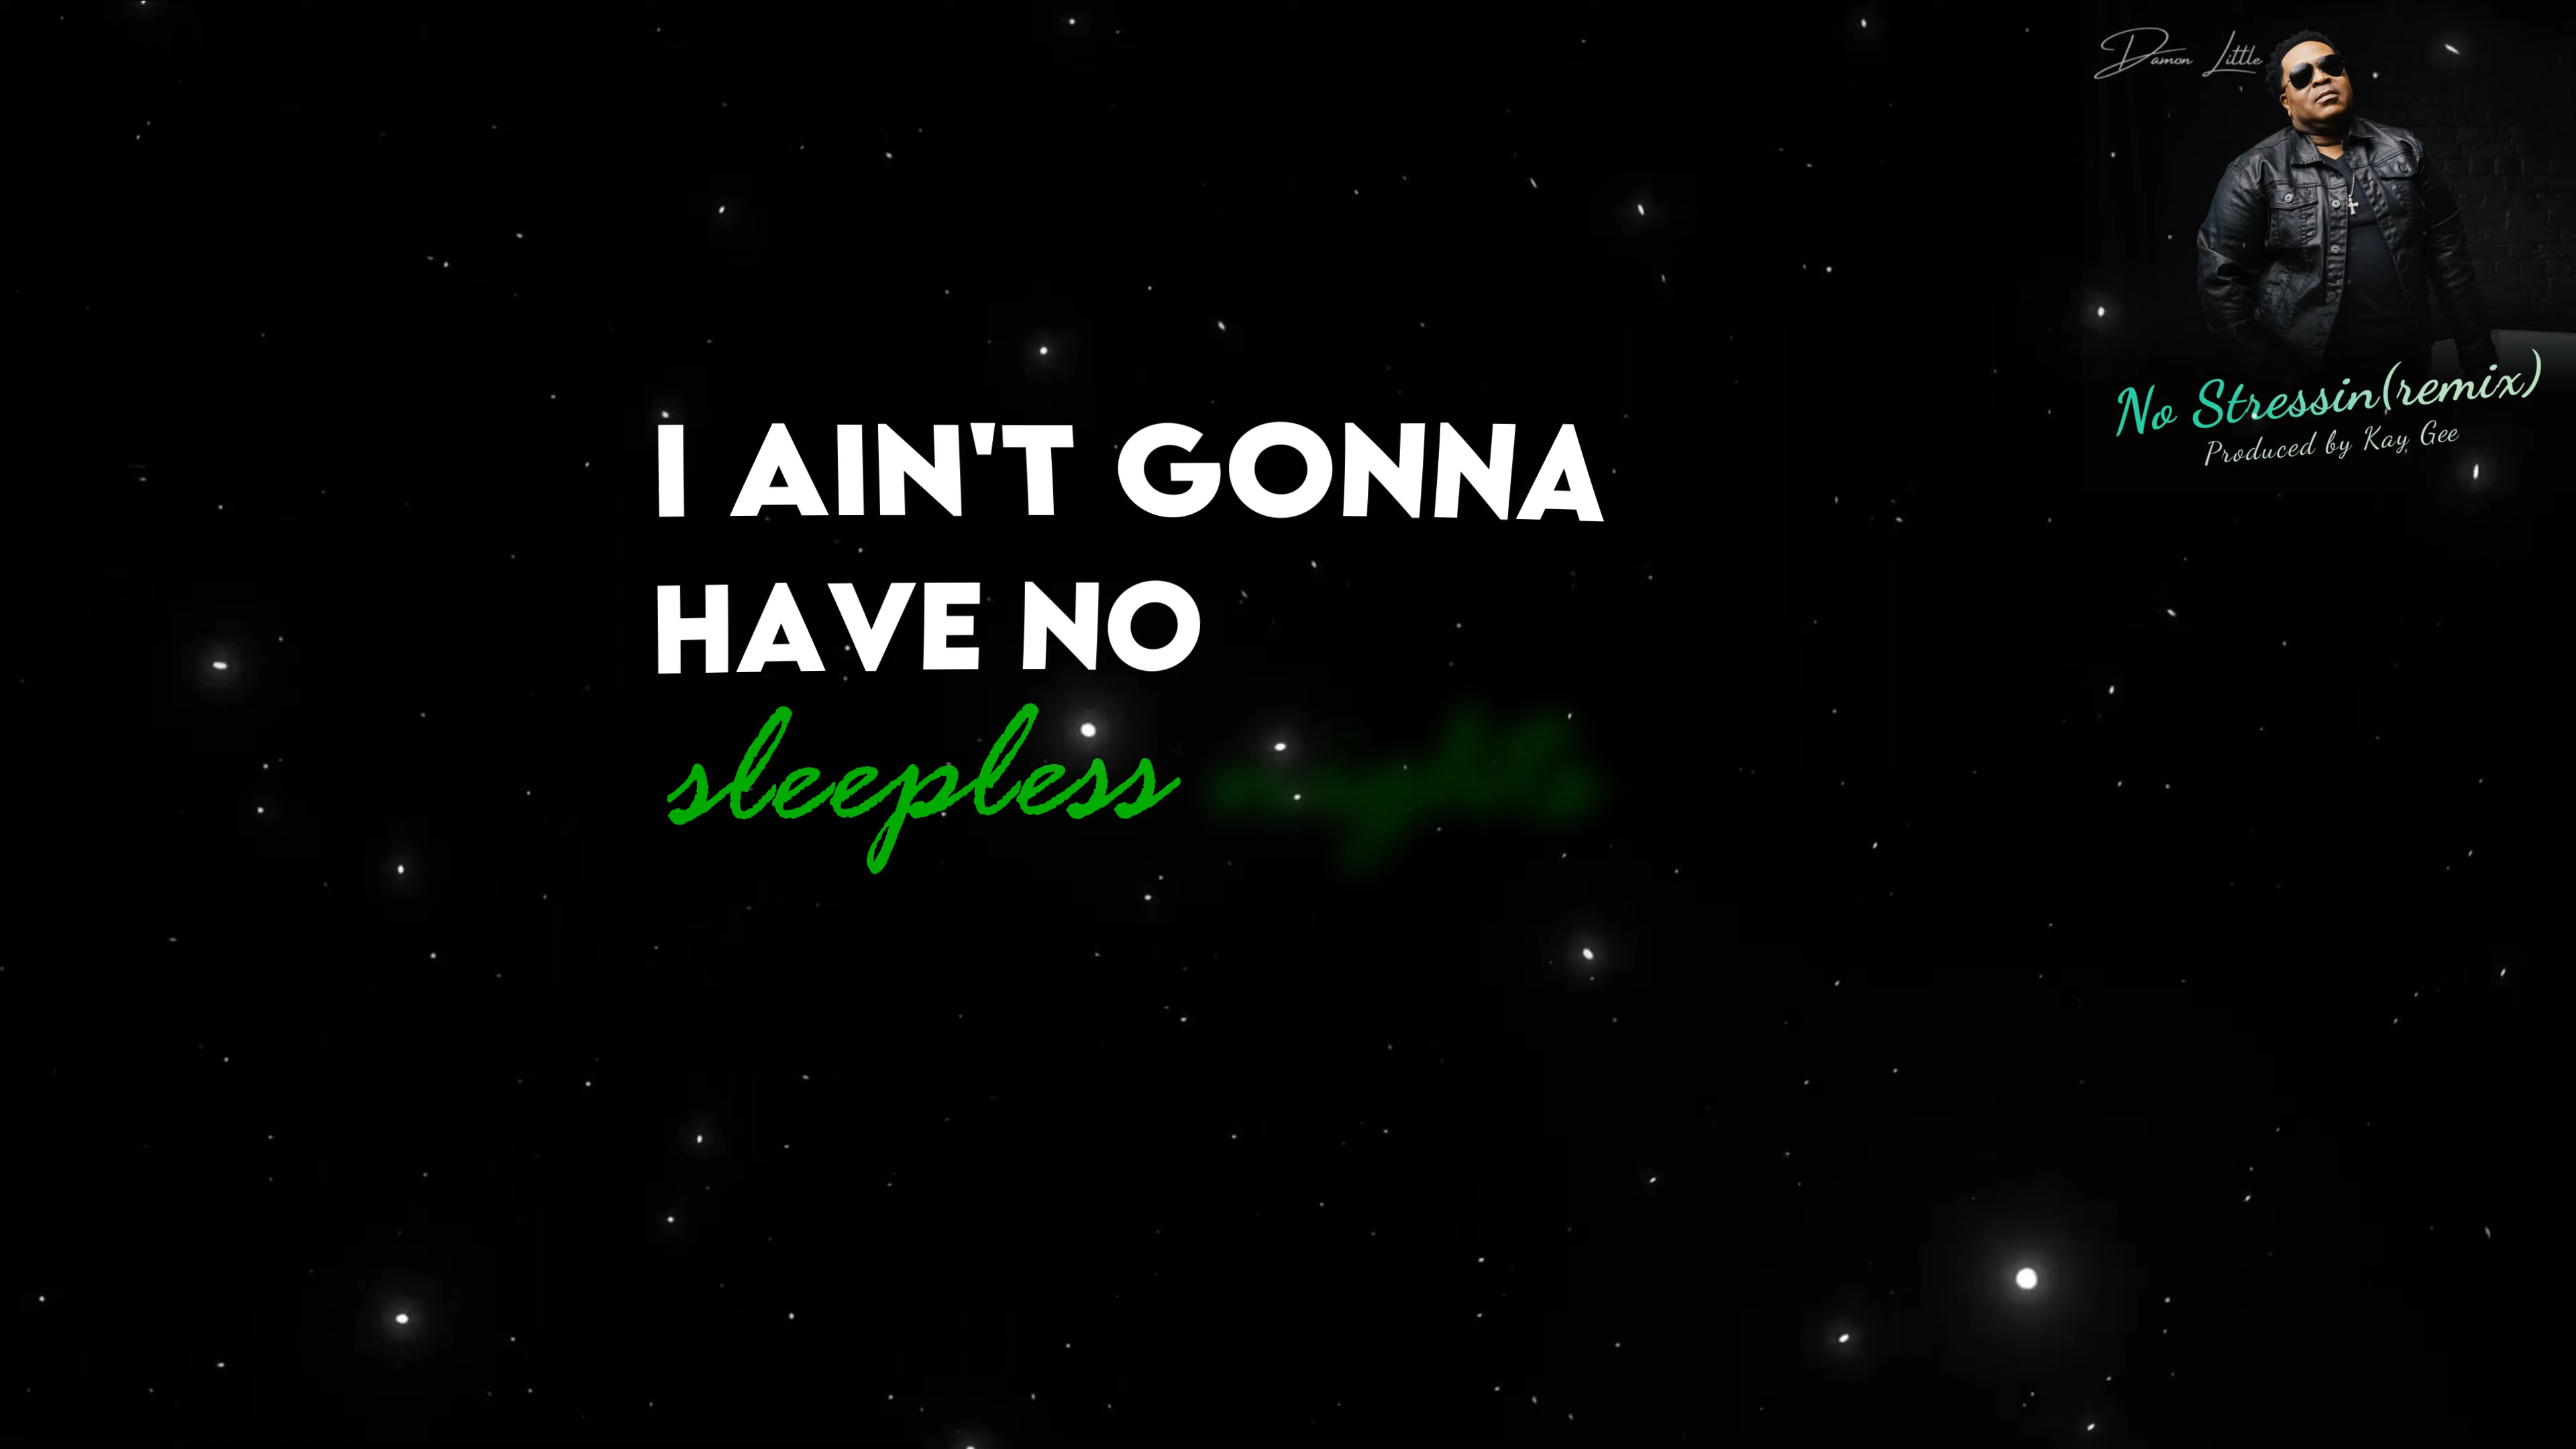 Damon Little
No Stressin(remix)
Produced by Kay Gee
I AIN'T GONNA
HAVE NO
sleepless